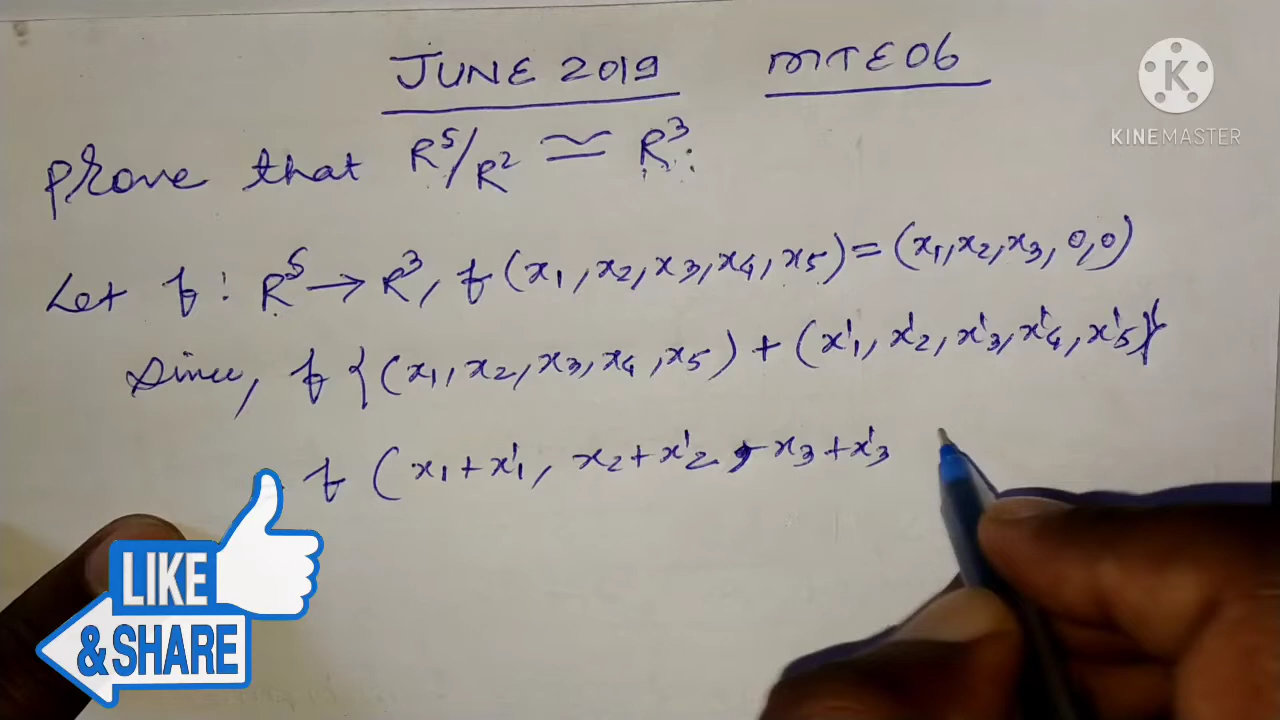 JUNE 2019 MTE06
KINEMASTER
Prove that R⁵/R² ≃ R³:
Let f: R⁵ → R³, f(x₁, x₂, x₃, x₄, x₅) = (x₁, x₂, x₃, 0, 0)
Since, f {(x₁, x₂, x₃, x₄, x₅) + (x'₁, x'₂, x'₃, x'₄, x'₅)}
f (x₁ + x'₁, x₂ + x'₂, x₃ + x'₃
LIKE
& SHARE